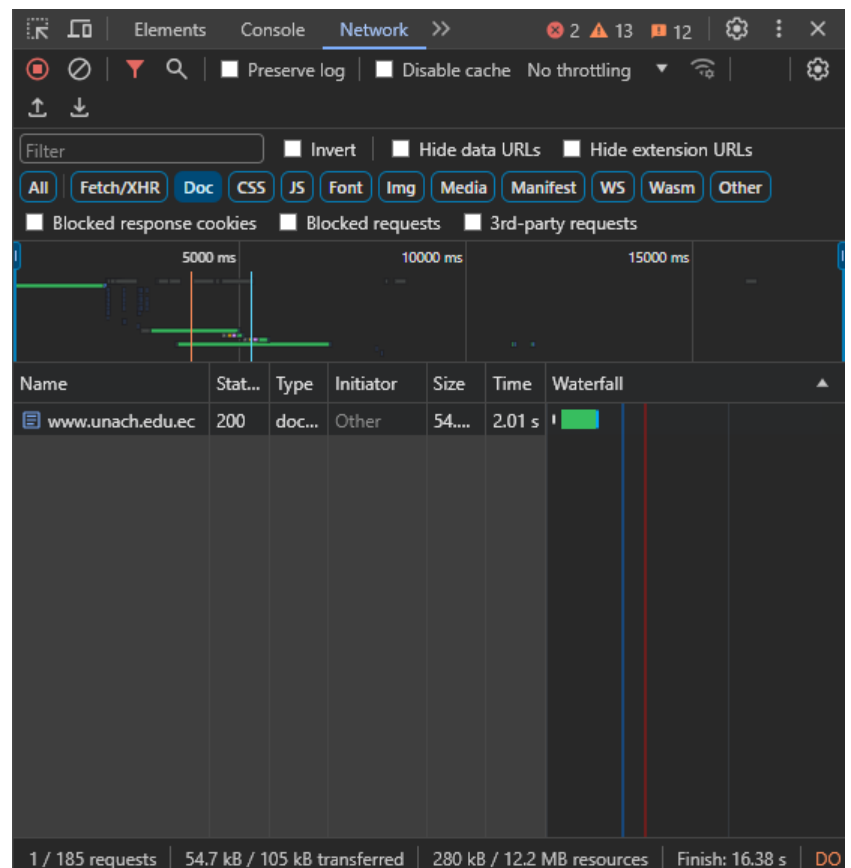 Elements Console Network 2 13 12
Preserve log Disable cache No throttling
Filter Invert Hide data URLs Hide extension URLs
All Fetch/XHR Doc CSS JS Font Img Media Manifest WS Wasm Other
Blocked response cookies Blocked requests 3rd-party requests
5000 ms 10000 ms 15000 ms
Name Stat... Type Initiator Size Time Waterfall
www.unach.edu.ec 200 doc... Other 54.... 2.01 s
1 / 185 requests 54.7 kB / 105 kB transferred 280 kB / 12.2 MB resources Finish: 16.38 s DO